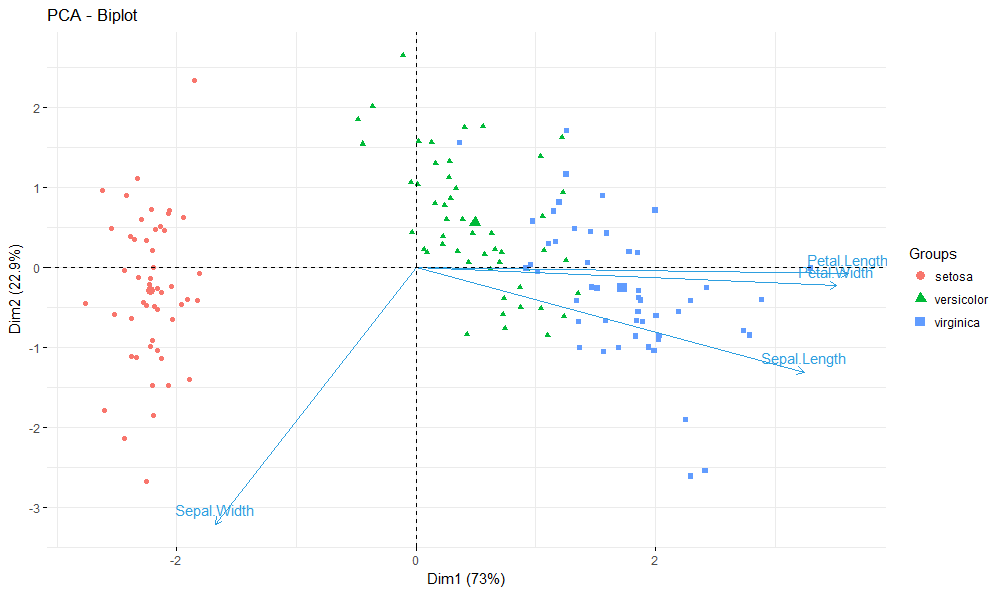 PCA - Biplot
Dim2 (22.9%)
2
1
0
-1
-2
-3
Petal.Length
Petal.Width
Sepal.Length
Sepal.Width
-2
0
2
Dim1 (73%)
Groups
setosa
versicolor
virginica